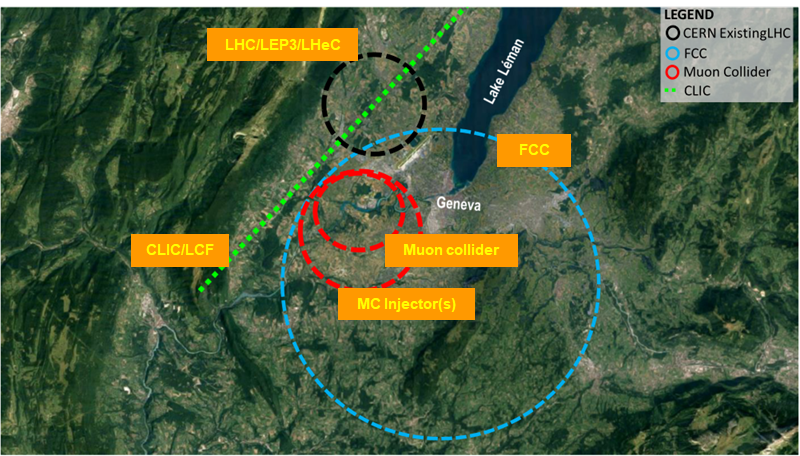 LHC/LEP3/LHeC
LEGEND
CERN ExistingLHC
FCC
Muon Collider
CLIC
Lake Léman
FCC
Geneva
CLIC/LCF
Muon collider
MC Injector(s)